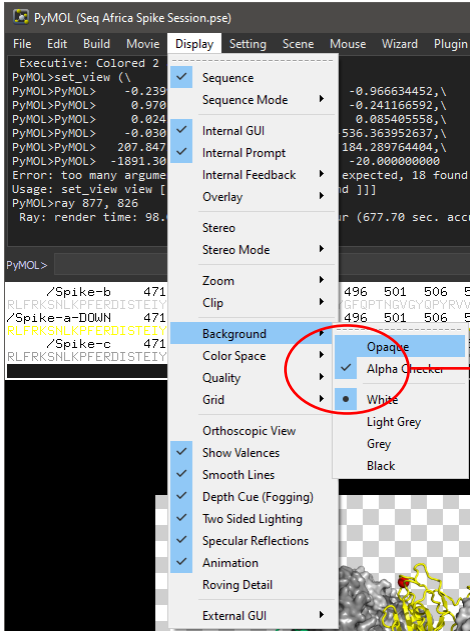 PyMOL (Seq Africa Spike Session.pse)
File Edit Build Movie Display Setting Scene Mouse Wizard Plugin
Executive: Colored 2
PyMOL>set_view (\
PyMOL>PyMOL> -0.239 -0.966634452,\
PyMOL>PyMOL> 0.970 -0.241166592,\
PyMOL>PyMOL> 0.024 0.085405558,\
PyMOL>PyMOL> -0.030 -536.363952637,\
PyMOL>PyMOL> 207.847 184.289764404,\
PyMOL>PyMOL> -1891.30 -20.000000000
Error: too many argume expected, 18 found
Usage: set_view view [ nd ]]]
PyMOL>ray 877, 826
Ray: render time: 98. ur (677.70 sec. accu
PyMOL>
/Spike-b 471 496 501 506 5
RLFRKSNLKPFERDISTEIY YGFQPTNGVGYQPYRVV
/Spike-a-DOWN 471 496 501 506 5
RLFRKSNLKPFERDISTEIY
/Spike-c 471
RLFRKSNLKPFERDISTEIY
Sequence
Sequence Mode
Internal GUI
Internal Prompt
Internal Feedback
Overlay
Stereo
Stereo Mode
Zoom
Clip
Background
Color Space
Quality
Grid
Orthoscopic View
Show Valences
Smooth Lines
Depth Cue (Fogging)
Two Sided Lighting
Specular Reflections
Animation
Roving Detail
External GUI
Opaque
Alpha Checker
White
Light Grey
Grey
Black